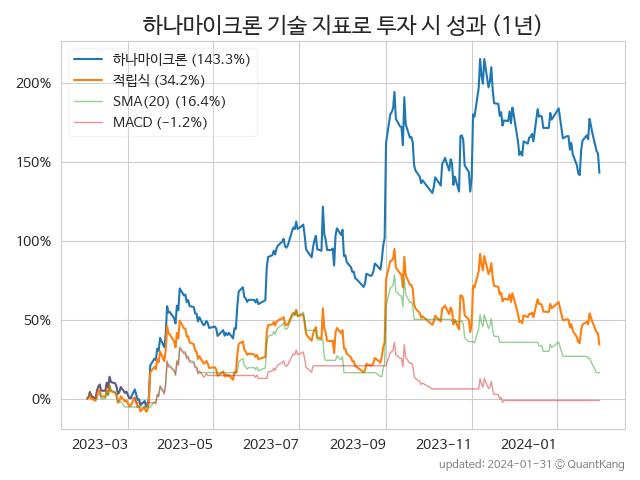 하나마이크론 기술 지표로 투자 시 성과 (1년)
하나마이크론 (143.3%)
적립식 (34.2%)
SMA(20) (16.4%)
MACD (−1.2%)
200%
150%
100%
50%
0%
2023-03 2023-05 2023-07 2023-09 2023-11 2024-01
updated: 2024-01-31 © QuantKang